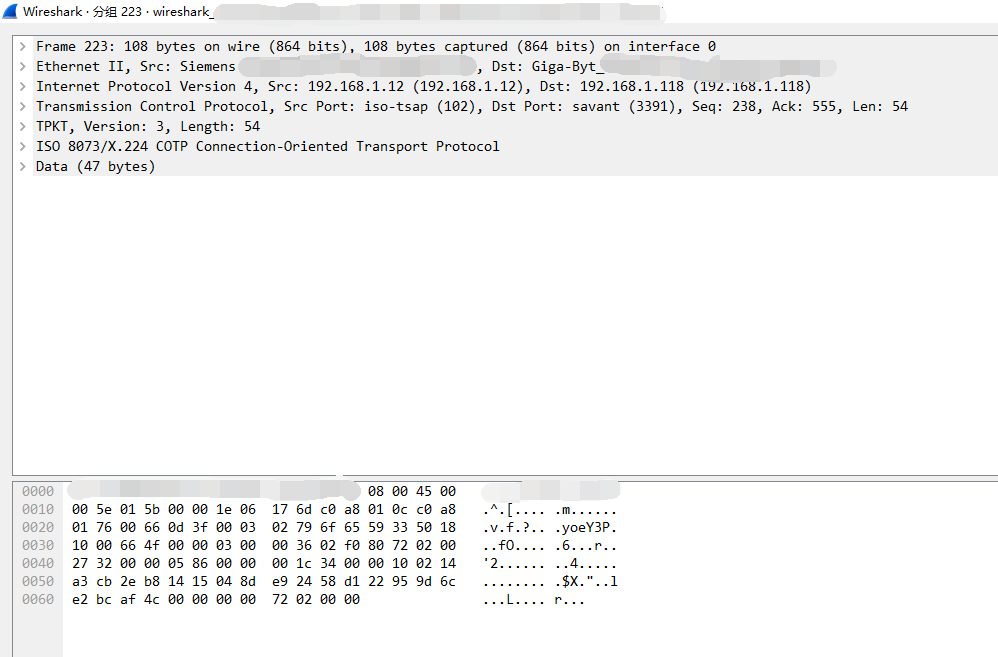 Wireshark · 分组 223 · wireshark_
Frame 223: 108 bytes on wire (864 bits), 108 bytes captured (864 bits) on interface 0
Ethernet II, Src: Siemens , Dst: Giga-Byt_
Internet Protocol Version 4, Src: 192.168.1.12 (192.168.1.12), Dst: 192.168.1.118 (192.168.1.118)
Transmission Control Protocol, Src Port: iso-tsap (102), Dst Port: savant (3391), Seq: 238, Ack: 555, Len: 54
TPKT, Version: 3, Length: 54
ISO 8073/X.224 COTP Connection-Oriented Transport Protocol
Data (47 bytes)
0000 08 00 45 00
0010 00 5e 01 5b 00 00 1e 06 17 6d c0 a8 01 0c c0 a8 .^.[.... .m......
0020 01 76 00 66 0d 3f 00 03 02 79 6f 65 59 33 50 18 .v.f.?.. .yoeY3P.
0030 10 00 66 4f 00 00 03 00 00 36 02 f0 80 72 02 00 ..fO.... .6...r..
0040 27 32 00 00 05 86 00 00 00 1c 34 00 00 10 02 14 '2...... ..4.....
0050 a3 cb 2e b8 14 15 04 8d e9 24 58 d1 22 95 9d 6c ........ .$X."..l
0060 e2 bc af 4c 00 00 00 00 72 02 00 00 ...L.... r...